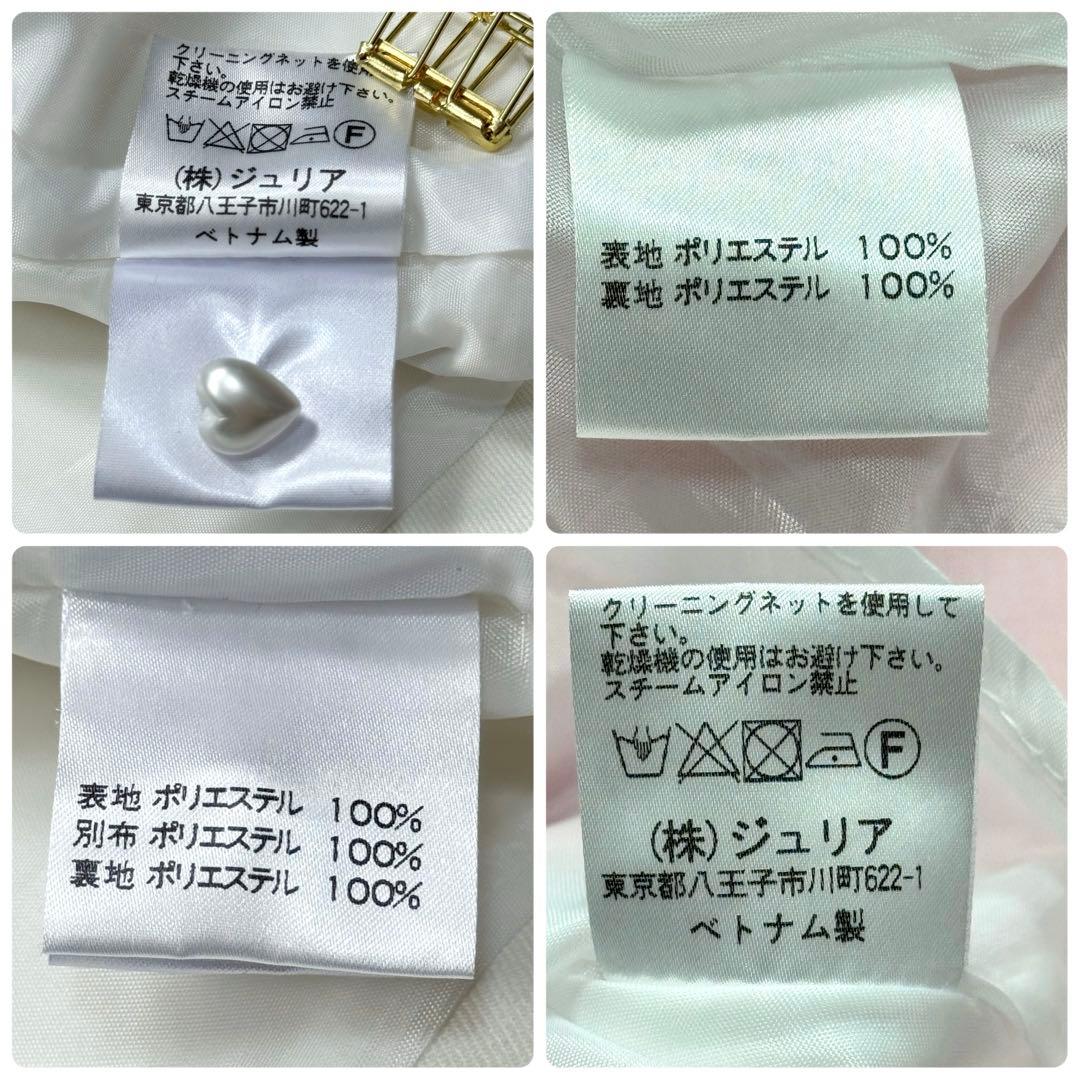 クリーニングネットを使用
下さい。
乾燥機の使用はお避け下さい。
スチームアイロン禁止
F
(株)ジュリア
東京都八王子市川町622-1
ベトナム製
表地 ポリエステル 100%
裏地 ポリエステル 100%
表地 ポリエステル 100%
別布 ポリエステル 100%
裏地 ポリエステル 100%
クリーニングネットを使用して
下さい。
乾燥機の使用はお避け下さい。
スチームアイロン禁止
F
(株)ジュリア
東京都八王子市川町622-1
ベトナム製